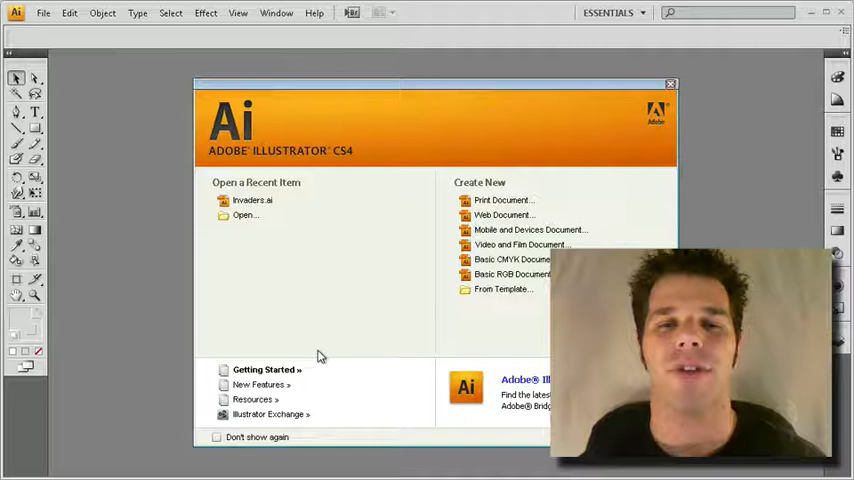 Ai File Edit Object Type Select Effect View Window Help Br ESSENTIALS
Ai
ADOBE® ILLUSTRATOR® CS4
Adobe
Open a Recent Item
Invaders.ai
Open...
Create New
Print Document...
Web Document...
Mobile and Devices Document...
Video and Film Document...
Basic CMYK Docume
Basic RGB Document
From Template...
Getting Started »
New Features »
Resources »
Illustrator Exchange »
Don't show again
Ai
Adobe® Ill
Find the lates
Adobe® Bridg